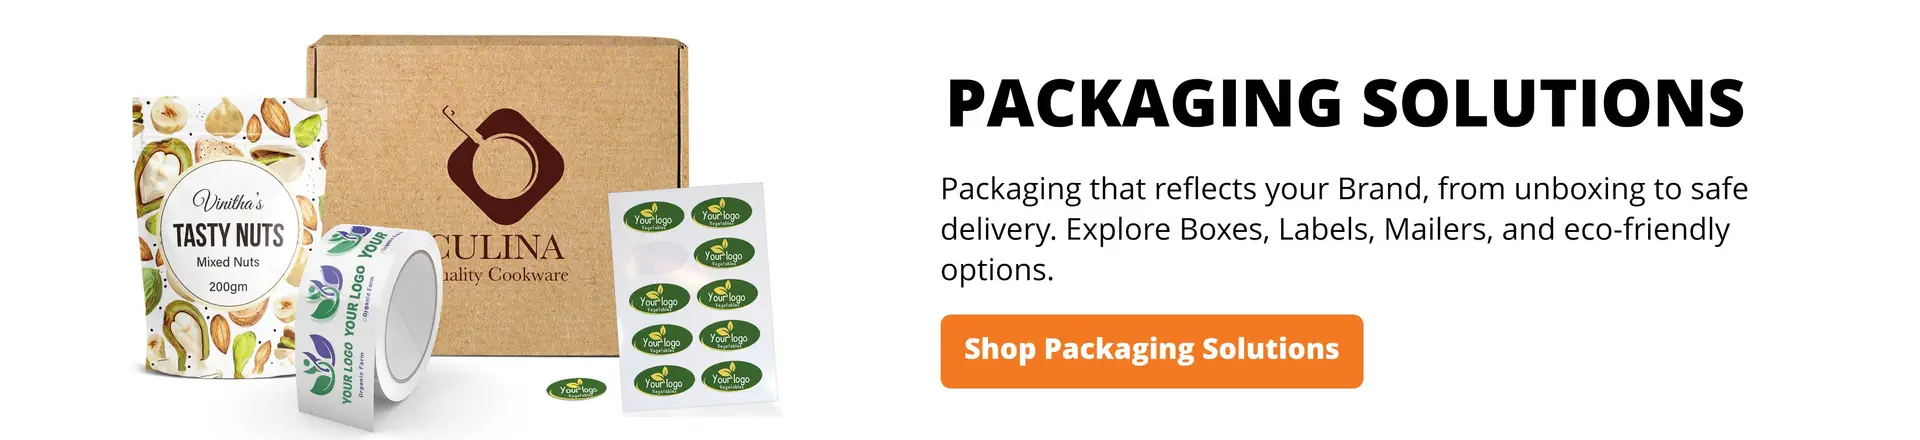 PACKAGING SOLUTIONS
Packaging that reflects your Brand, from unboxing to safe
delivery. Explore Boxes, Labels, Mailers, and eco-friendly
options.
Shop Packaging Solutions
Vinitha's
TASTY NUTS
Mixed Nuts
200gm
CULINA
uality Cookware
YOUR LOGO YOUR LOGO YOUR
Organic Farm
Organic Farm
Your logo
Vegetables
Your logo
Vegetables
Your logo
Vegetables
Your logo
Vegetables
Your logo
Vegetables
Your logo
Vegetables
Your logo
Vegetables
Your logo
Vegetables
Your logo
Vegetables
Your logo
Vegetables